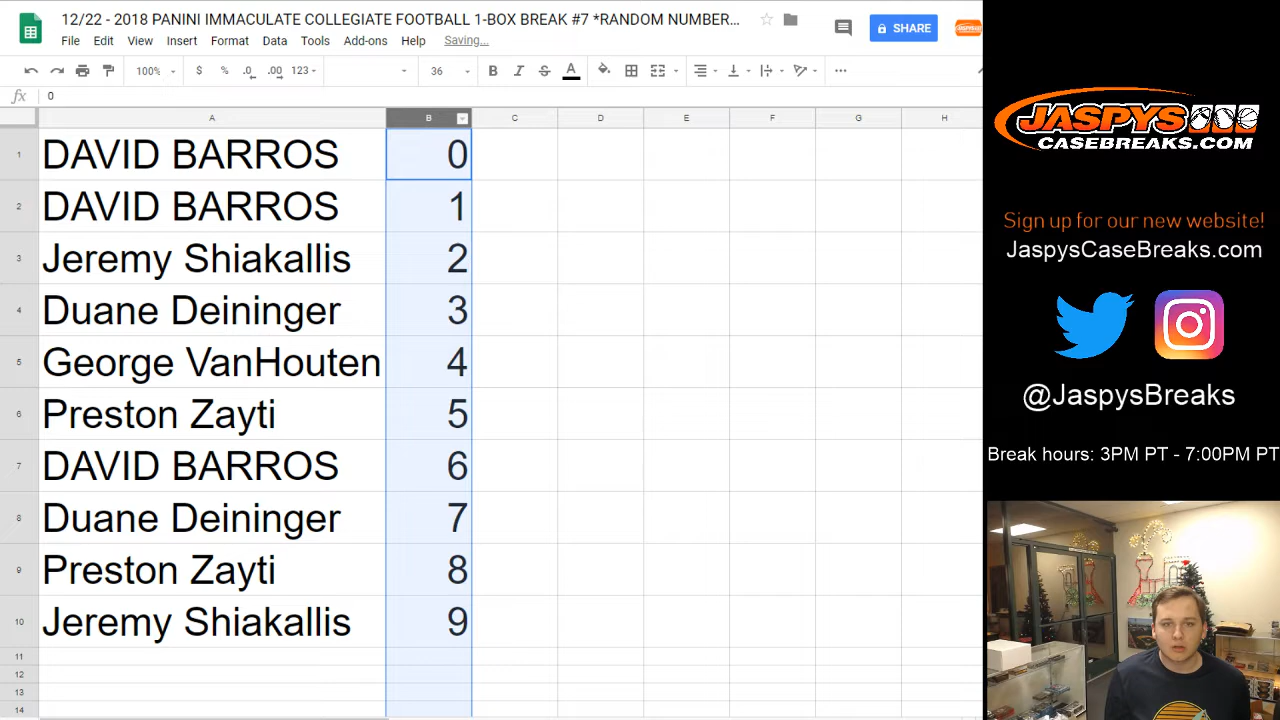 12/22 - 2018 PANINI IMMACULATE COLLEGIATE FOOTBALL 1-BOX BREAK #7 *RANDOM NUMBER...
File Edit View Insert Format Tools Add-ons Help Saving...
SHARE
100% $ % .0 .00 123 36 B I S A
fx 0
A B C D E F G H
1 DAVID BARROS 0
2 DAVID BARROS 1
3 Jeremy Shiakallis 2
4 Duane Deininger 3
5 George VanHouten 4
6 Preston Zayti 5
7 DAVID BARROS 6
8 Duane Deininger 7
9 Preston Zayti 8
10 Jeremy Shiakallis 9
11
12
13
14
JASPYS
CASEBREAKS.COM
Sign up for our new website!
JaspysCaseBreaks.com
@JaspysBreaks
Break hours: 3PM PT - 7:00PM PT